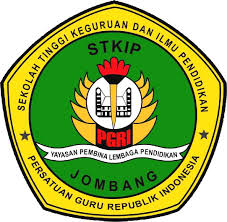 SEKOLAH TINGGI KEGURUAN DAN ILMU PENDIDIKAN
STKIP
PGRI
YAYASAN PEMBINA LEMBAGA PENDIDIKAN
JOMBANG
PERSATUAN GURU REPUBLIK INDONESIA